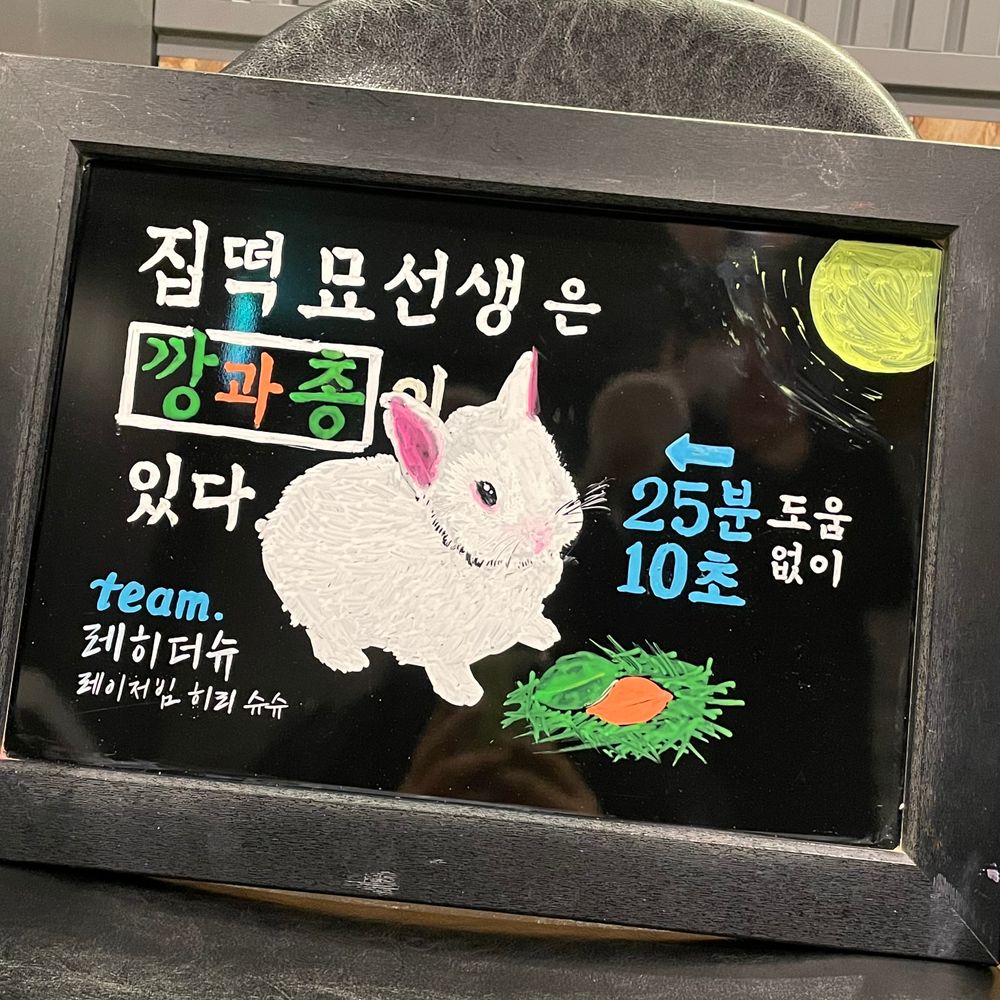 집떡 묘선생은
깡과총이
있다
←
25분 도움
10초 없이
team.
레히더슈
레이저빔 히리 슈슈